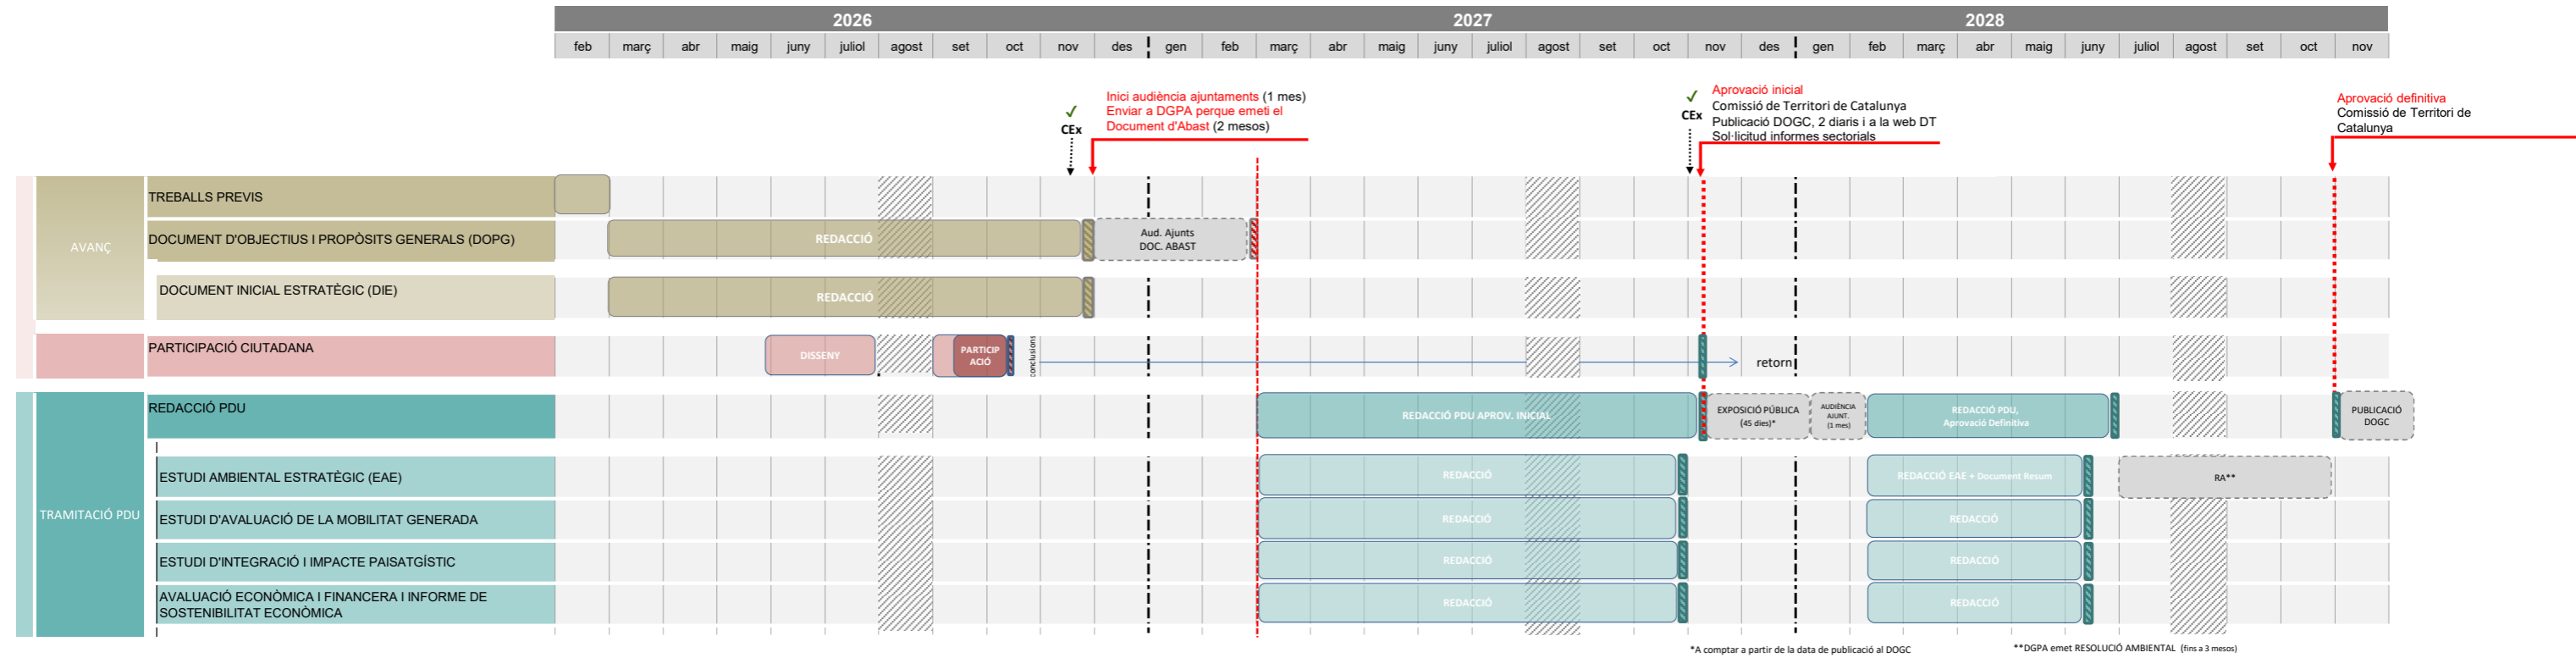 2026 2027 2028
feb març abr maig juny juliol agost set oct nov des gen feb març abr maig juny juliol agost set oct nov des gen feb març abr maig juny juliol agost set oct nov
✓
CEx
Inici audiència ajuntaments (1 mes)
Enviar a DGPA perque emeti el
Document d'Abast (2 mesos)
✓
CEx
Aprovació inicial
Comissió de Territori de Catalunya
Publicació DOGC, 2 diaris i a la web DT
Sol·licitud informes sectorials
Aprovació definitiva
Comissió de Territori de
Catalunya
AVANÇ
TREBALLS PREVIS
DOCUMENT D'OBJECTIUS I PROPÒSITS GENERALS (DOPG)
REDACCIÓ
Aud. Ajunts
DOC. ABAST
DOCUMENT INICIAL ESTRATÈGIC (DIE)
REDACCIÓ
PARTICIPACIÓ CIUTADANA
DISSENY
PARTICIP
ACIÓ
conclusions
retorn
TRAMITACIÓ PDU
REDACCIÓ PDU
REDACCIÓ PDU APROV. INICIAL
EXPOSICIÓ PÚBLICA
(45 dies)*
AUDIÈNCIA
AJUNT.
(1 mes)
REDACCIÓ PDU,
Aprovació Definitiva
PUBLICACIÓ
DOGC
ESTUDI AMBIENTAL ESTRATÈGIC (EAE)
REDACCIÓ
REDACCIÓ EAE + Document Resum
RA**
ESTUDI D'AVALUACIÓ DE LA MOBILITAT GENERADA
REDACCIÓ
REDACCIÓ
ESTUDI D'INTEGRACIÓ I IMPACTE PAISATGÍSTIC
REDACCIÓ
REDACCIÓ
AVALUACIÓ ECONÒMICA I FINANCERA I INFORME DE
SOSTENIBILITAT ECONÒMICA
REDACCIÓ
REDACCIÓ
*A comptar a partir de la data de publicació al DOGC
**DGPA emet RESOLUCIÓ AMBIENTAL (fins a 3 mesos)